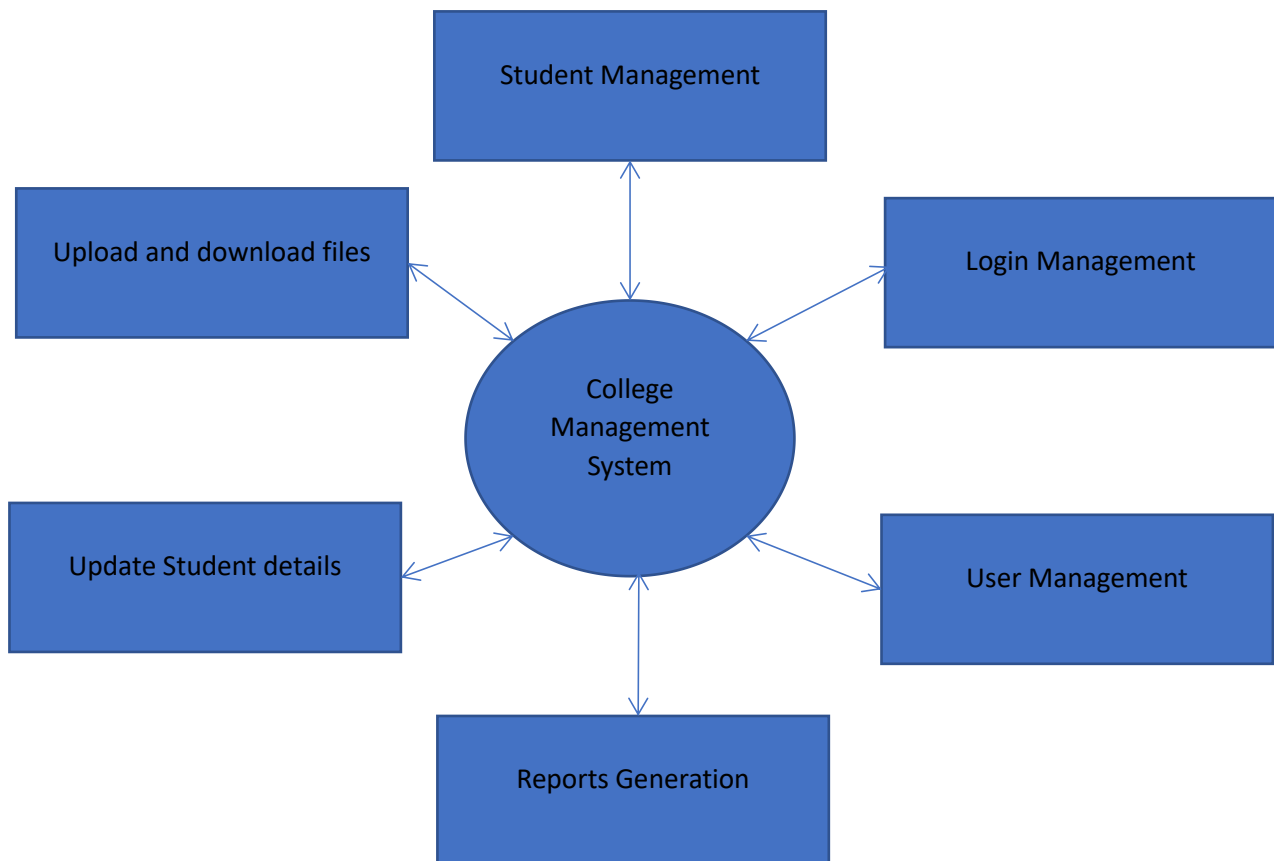 Student Management
Upload and download files
Login Management
College
Management
System
Update Student details
User Management
Reports Generation